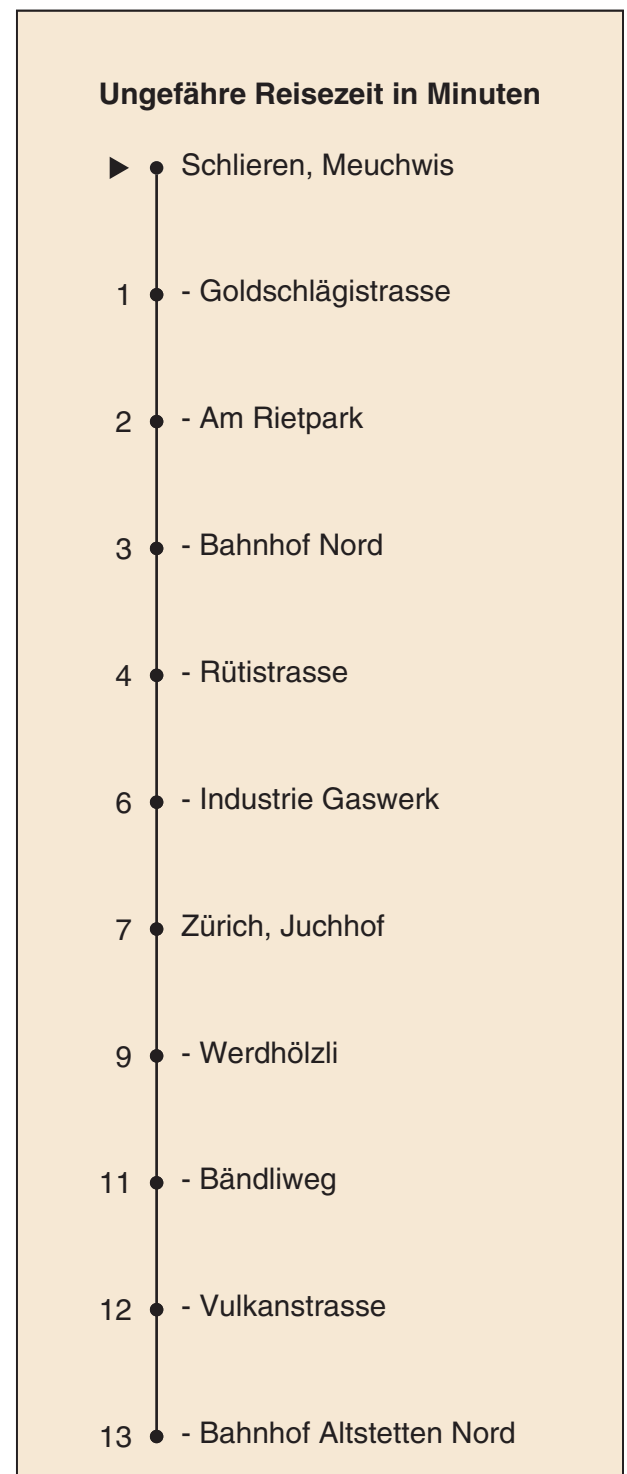 Ungefähre Reisezeit in Minuten
Schlieren, Meuchwis
1 - Goldschlägistrasse
2 - Am Rietpark
3 - Bahnhof Nord
4 - Rütistrasse
6 - Industrie Gaswerk
7 Zürich, Juchhof
9 - Werdhölzli
11 - Bändliweg
12 - Vulkanstrasse
13 - Bahnhof Altstetten Nord